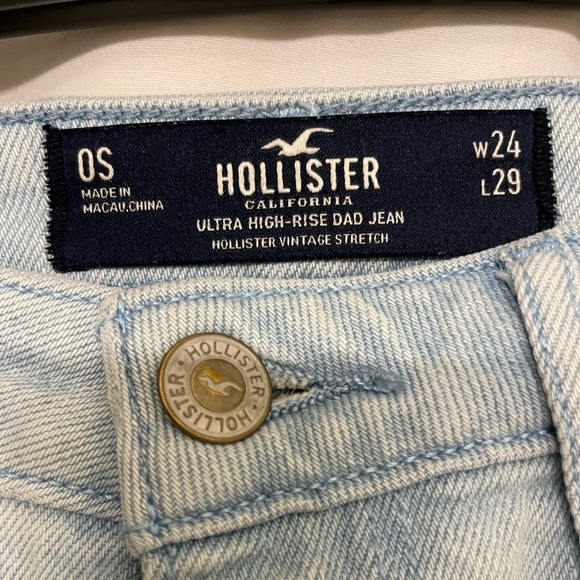 0S
MADE IN
MACAU.CHINA
HOLLISTER
CALIFORNIA
ULTRA HIGH-RISE DAD JEAN
HOLLISTER VINTAGE STRETCH
W24
L29
HOLLISTER • HOLLISTER •